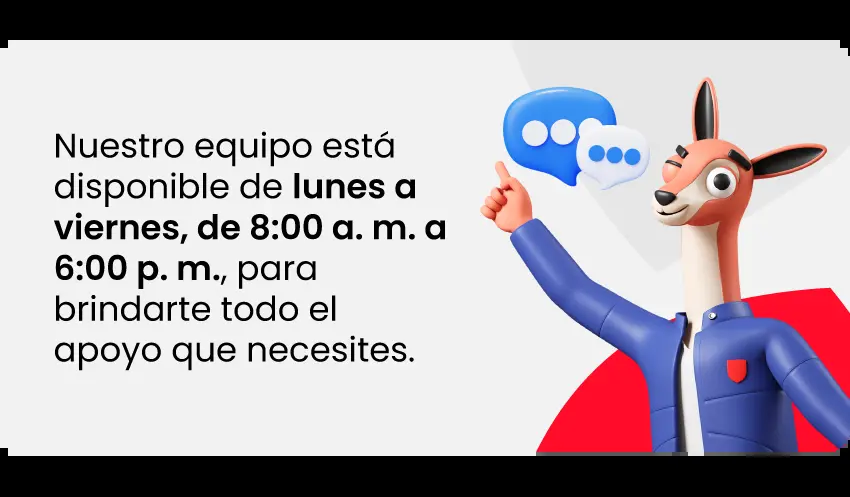 Nuestro equipo está
disponible de lunes a
viernes, de 8:00 a. m. a
6:00 p. m., para
brindarte todo el
apoyo que necesites.